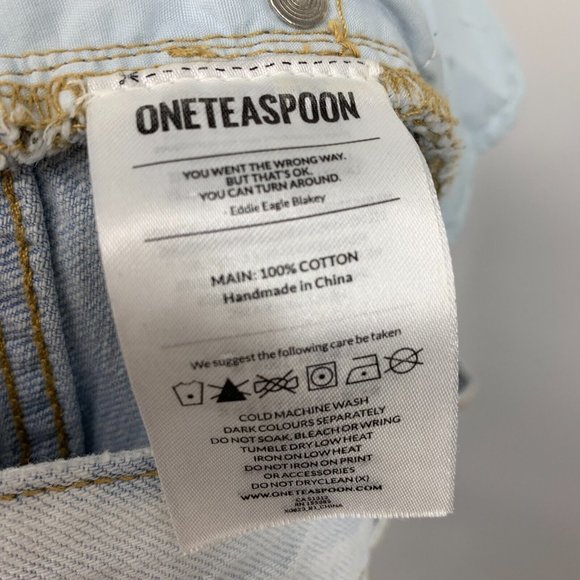 ONETEASPOON
YOU WENT THE WRONG WAY.
BUT THAT'S OK.
YOU CAN TURN AROUND.
- Eddie Eagle Blakey
MAIN: 100% COTTON
Handmade in China
We suggest the following care be taken
COLD MACHINE WASH
DARK COLOURS SEPARATELY
DO NOT SOAK, BLEACH OR WRING
TUMBLE DRY LOW HEAT
IRON ON LOW HEAT
DO NOT IRON ON PRINT
OR ACCESSORIES
DO NOT DRYCLEAN (X)
WWW.ONETEASPOON.COM